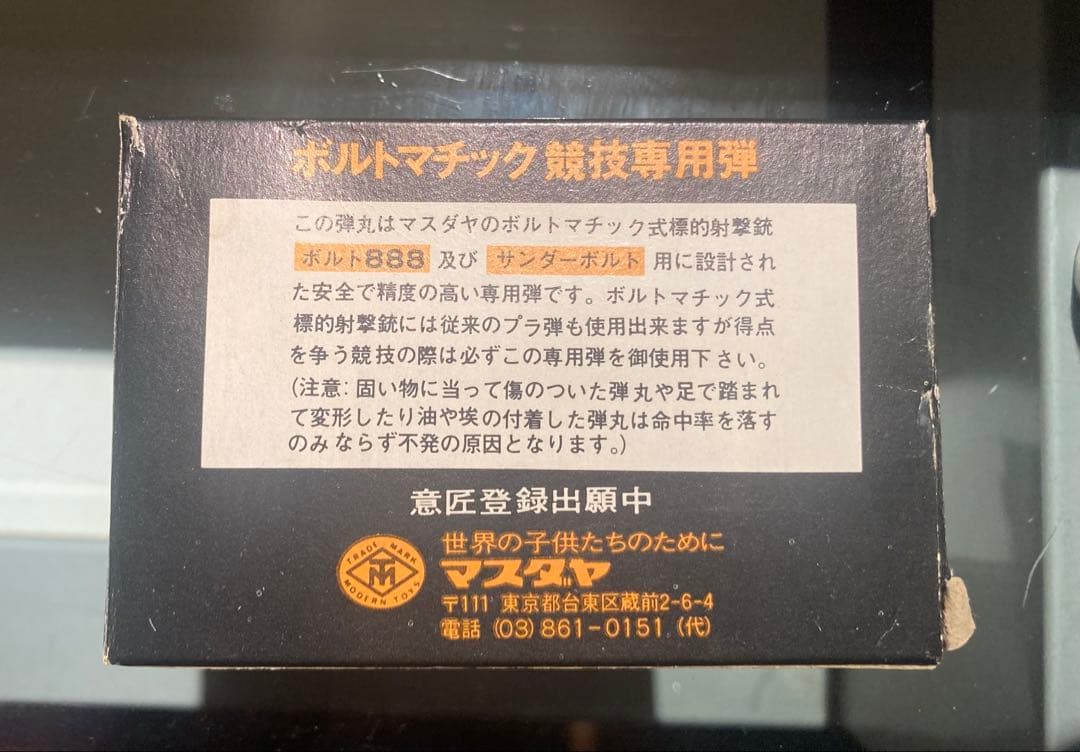 ボルトマチック競技専用弾
この弾丸はマスダヤのボルトマチック式標的射撃銃
ボルト888 及び サンダーボルト 用に設計され
た安全で精度の高い専用弾です。ボルトマチック式
標的射撃銃には従来のプラ弾も使用出来ますが得点
を争う競技の際は必ずこの専用弾を御使用下さい。
(注意: 固い物に当って傷のついた弾丸や足で踏まれ
て変形したり油や埃の付着した弾丸は命中率を落す
のみならず不発の原因となります。)
意匠登録出願中
TRADE MARK
TM
MODERN TOYS
世界の子供たちのために
マスダヤ
〒111 東京都台東区蔵前2-6-4
電話 (03) 861-0151 (代)